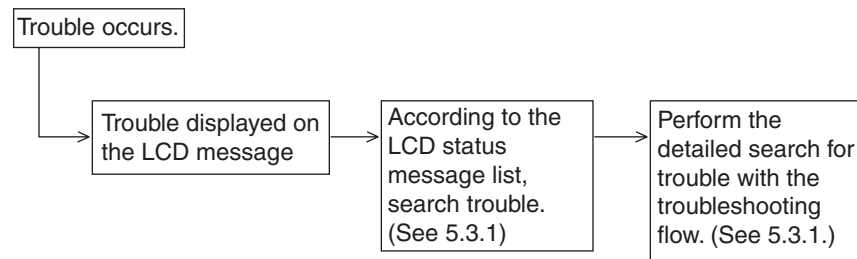 Trouble occurs.
Trouble displayed on
the LCD message
According to the
LCD status
message list,
search trouble.
(See 5.3.1)
Perform the
detailed search for
trouble with the
troubleshooting
flow. (See 5.3.1.)